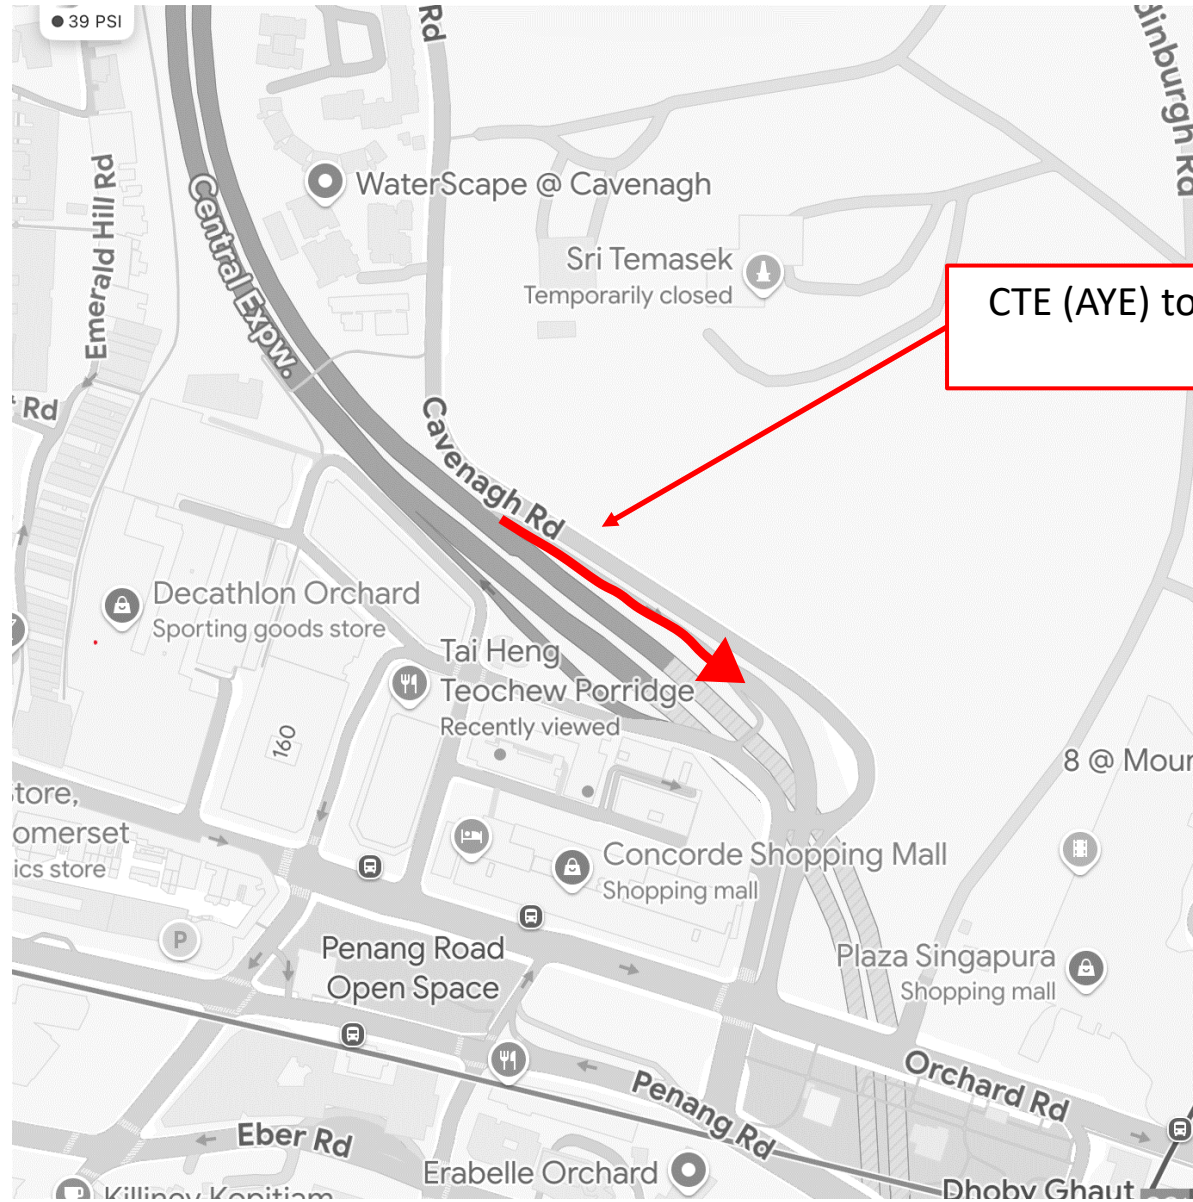 39 PSI
Rd
dinburgh Rd
Emerald Hill Rd
Central Expw.
WaterScape @ Cavenagh
Sri Temasek
Temporarily closed
CTE (AYE) to
Rd
Cavenagh Rd
Decathlon Orchard
Sporting goods store
Tai Heng
Teochew Porridge
Recently viewed
160
8 @ Moun
tore,
omerset
ics store
Concorde Shopping Mall
Shopping mall
P
Penang Road
Open Space
Plaza Singapura
Shopping mall
Orchard Rd
Penang Rd
Eber Rd
Erabelle Orchard
Killiney Kopitiam
Dhoby Ghaut